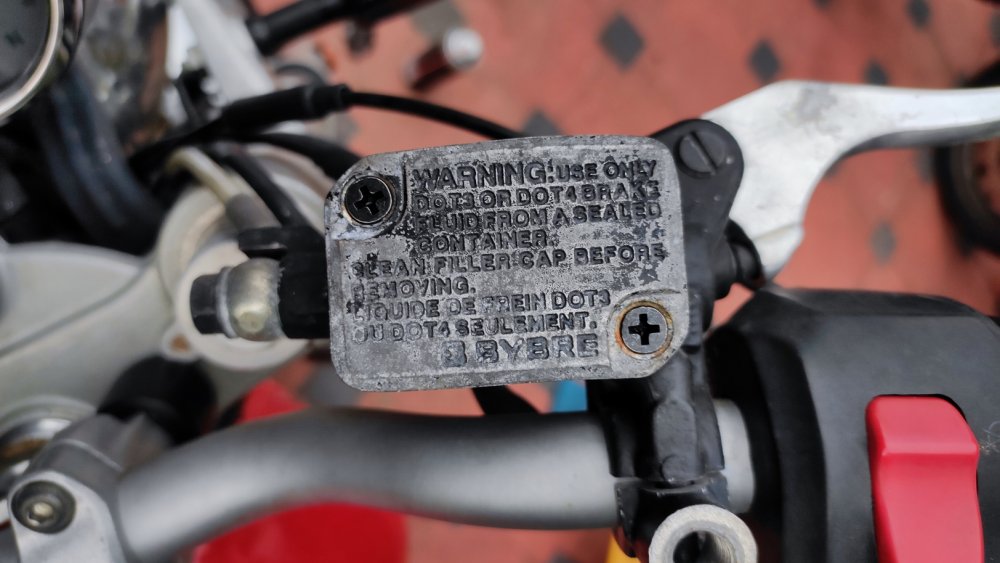 WARNING: USE ONLY
DOT3 OR DOT4 BRAKE
FLUID FROM A SEALED
CONTAINER.
CLEAN FILLER CAP BEFORE
REMOVING.
LIQUIDE DE FREIN DOT3
OU DOT4 SEULEMENT.
BYBRE